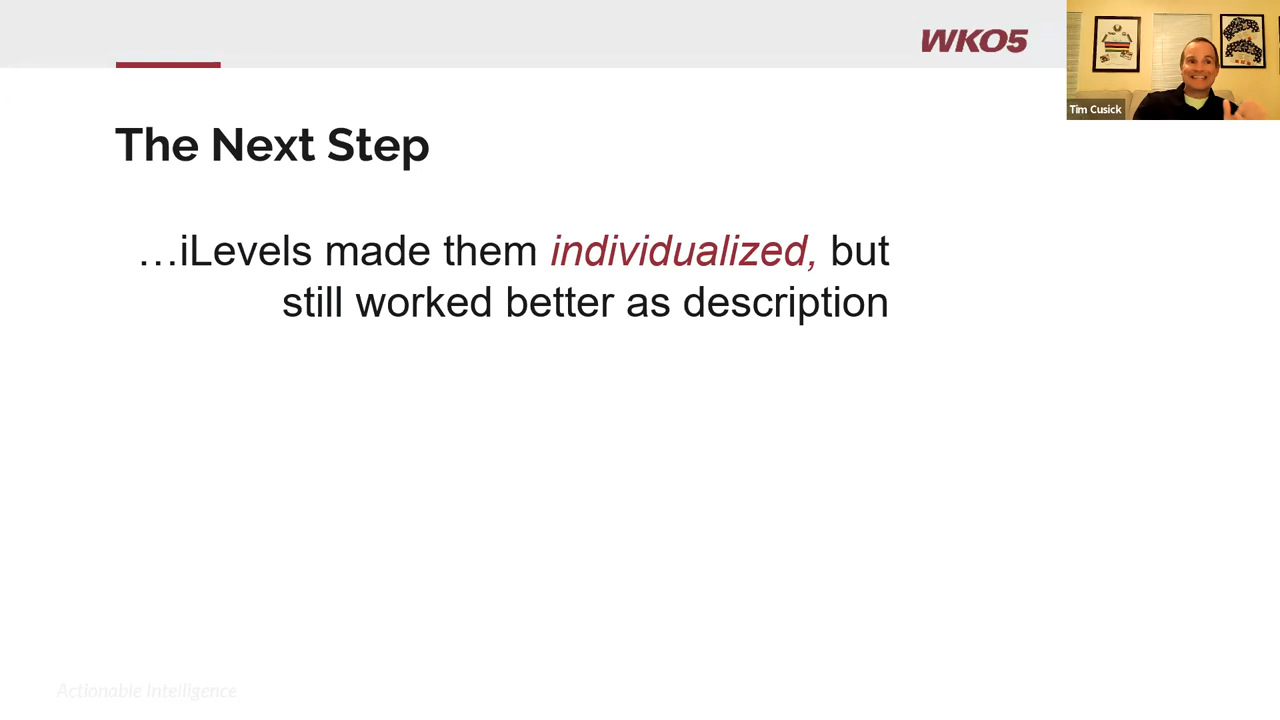 WKO5
Tim Cusick
The Next Step
…iLevels made them individualized, but
still worked better as description
Actionable Intelligence